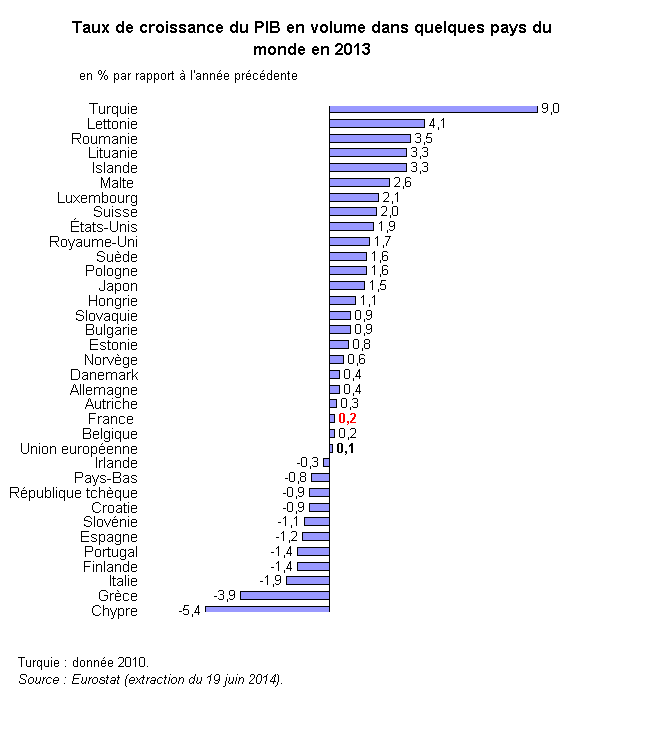 Taux de croissance du PIB en volume dans quelques pays du
monde en 2013
en % par rapport à l'année précédente
Turquie 9,0
Lettonie 4,1
Roumanie 3,5
Lituanie 3,3
Islande 3,3
Malte 2,6
Luxembourg 2,1
Suisse 2,0
États-Unis 1,9
Royaume-Uni 1,7
Suède 1,6
Pologne 1,6
Japon 1,5
Hongrie 1,1
Slovaquie 0,9
Bulgarie 0,9
Estonie 0,8
Norvège 0,6
Danemark 0,4
Allemagne 0,4
Autriche 0,3
France 0,2
Belgique 0,2
Union européenne 0,1
Irlande -0,3
Pays-Bas -0,8
République tchèque -0,9
Croatie -0,9
Slovénie -1,1
Espagne -1,2
Portugal -1,4
Finlande -1,4
Italie -1,9
Grèce -3,9
Chypre -5,4
Turquie : donnée 2010.
Source : Eurostat (extraction du 19 juin 2014).